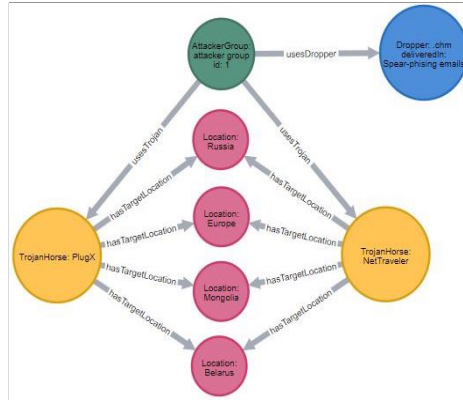 AttackerGroup:
attacker group
id: 1
usesDropper
Dropper: .chm
deliveredIn:
Spear-phising emails
usesTrojan
usesTrojan
Location:
Russia
hasTargetLocation
hasTargetLocation
Location:
Europe
hasTargetLocation
hasTargetLocation
TrojanHorse: PlugX
TrojanHorse:
NetTraveler
hasTargetLocation
hasTargetLocation
Location:
Mongolia
hasTargetLocation
hasTargetLocation
Location:
Belarus